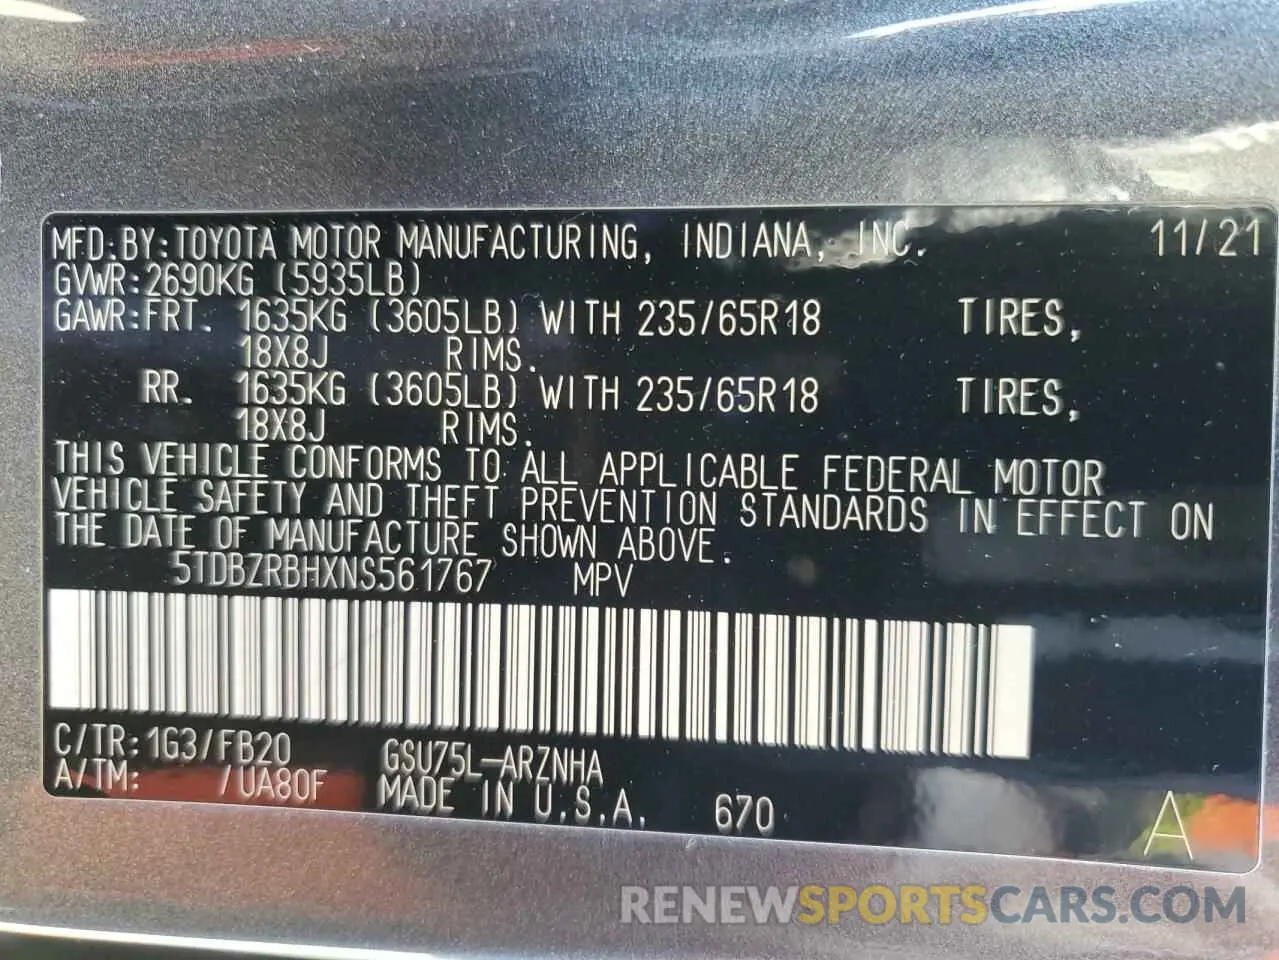 MFD.BY:TOYOTA MOTOR MANUFACTURING, INDIANA, INC. 11/21
GVWR:2690KG (5935LB)
GAWR:FRT. 1635KG (3605LB) WITH 235/65R18 TIRES,
18X8J RIMS.
RR. 1635KG (3605LB) WITH 235/65R18 TIRES,
18X8J RIMS.
THIS VEHICLE CONFORMS TO ALL APPLICABLE FEDERAL MOTOR
VEHICLE SAFETY AND THEFT PREVENTION STANDARDS IN EFFECT ON
THE DATE OF MANUFACTURE SHOWN ABOVE.
5TDBZRBHXNS561767 MPV
C/TR:1G3/FB20 GSU75L-ARZNHA
A/TM: /UA80F MADE IN U.S.A. 670 A
RENEWSPORTSCARS.COM